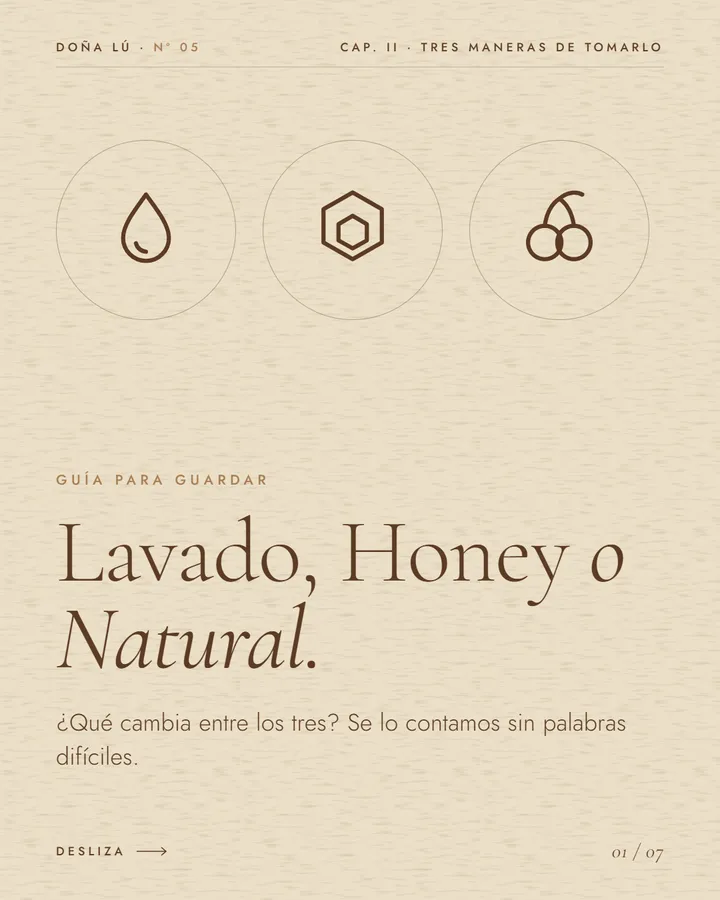 DOÑA LÚ · Nº 05
CAP. II · TRES MANERAS DE TOMARLO
GUÍA PARA GUARDAR
Lavado, Honey o
Natural.
¿Qué cambia entre los tres? Se lo contamos sin palabras
difíciles.
DESLIZA →
01 / 07